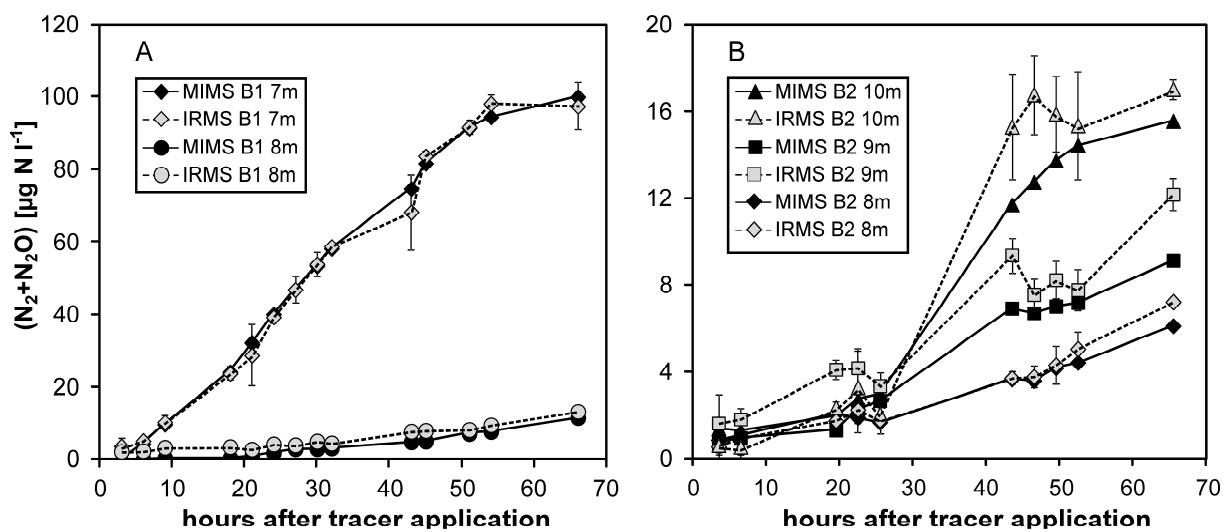 A
MIMS B1 7m
IRMS B1 7m
MIMS B1 8m
IRMS B1 8m
(N₂+N₂O) [µg N l⁻¹]
120
100
80
60
40
20
0
0 10 20 30 40 50 60 70
hours after tracer application
B
MIMS B2 10m
IRMS B2 10m
MIMS B2 9m
IRMS B2 9m
MIMS B2 8m
IRMS B2 8m
20
16
12
8
4
0
0 10 20 30 40 50 60 70
hours after tracer application